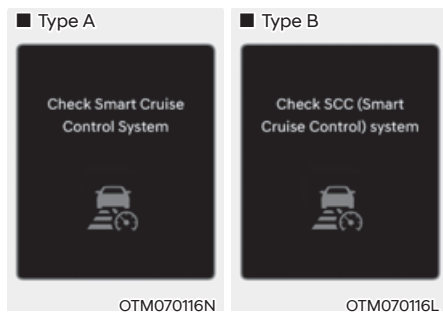 ■ Type A
Check Smart Cruise
Control System
OTM070116N
■ Type B
Check SCC (Smart
Cruise Control) system
OTM070116L